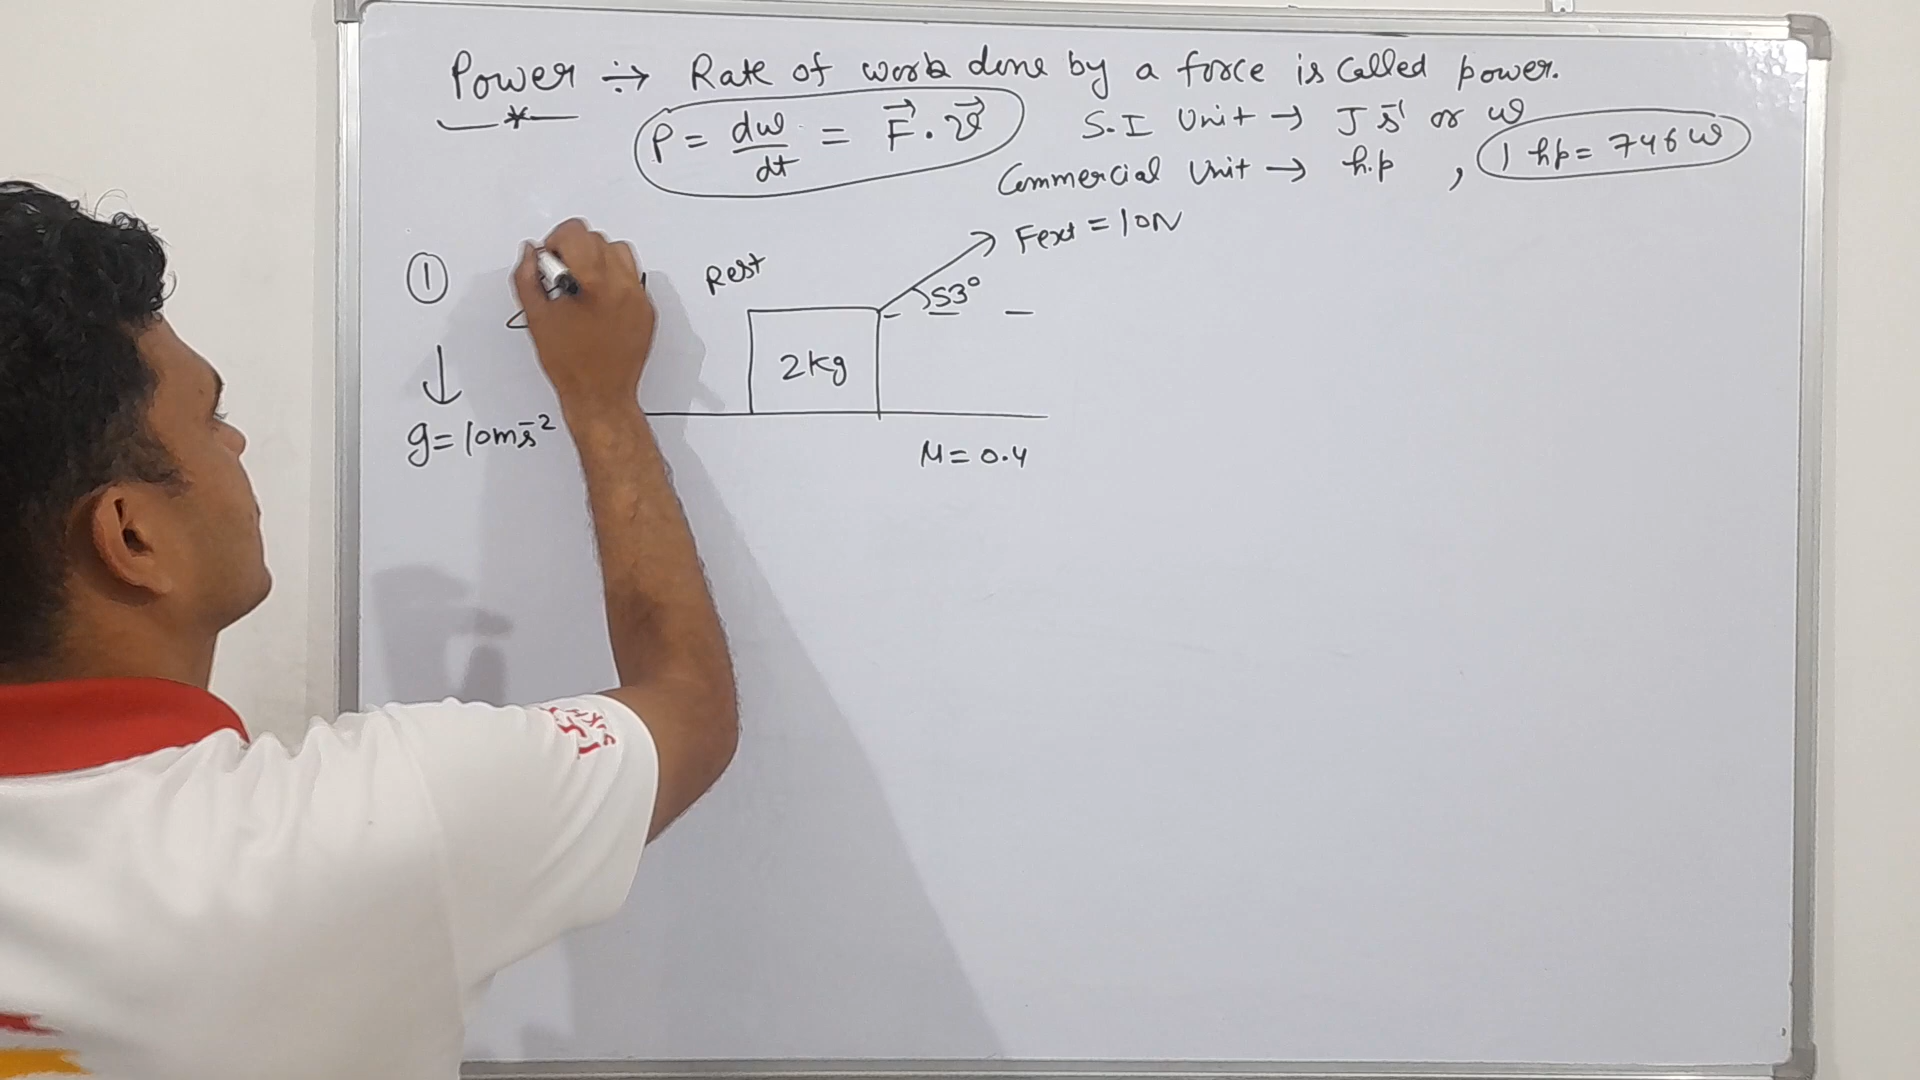 Power ÷→ Rate of work done by a force is Called power.
P = dw/dt = F⃗ . v⃗
S.I Unit → J s⁻¹ or w
Commercial Unit → h.p , 1 hp = 746 w
① Rest Fext = 10N
53°
2kg
g = 10ms⁻²
μ = 0.4